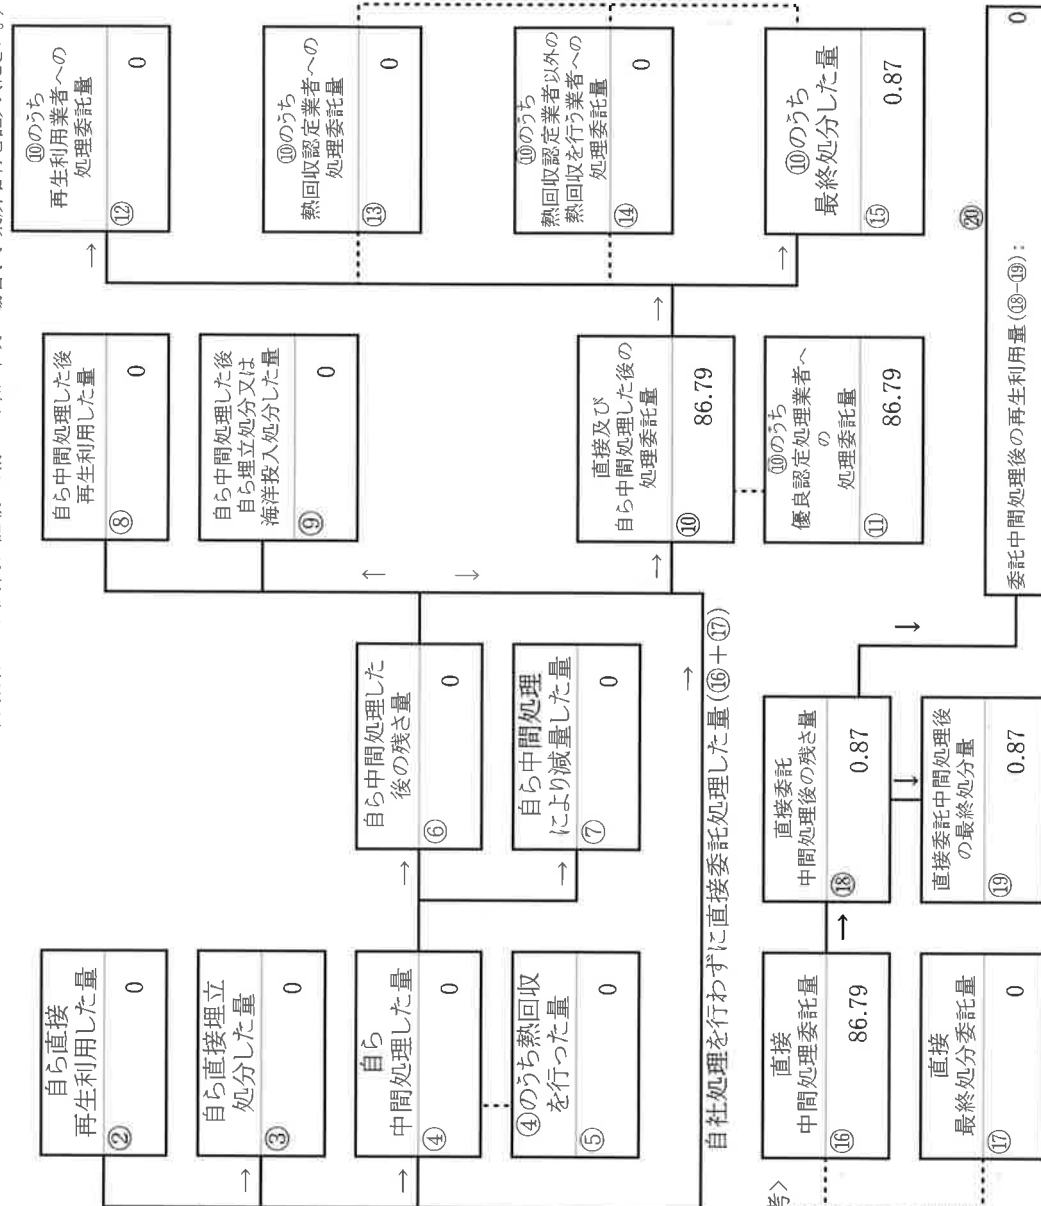 自ら直接
再生利用した量
②
0
自ら直接埋立
処分した量
③
0
自ら
中間処理した量
④
0
④のうち熱回収
を行った量
⑤
0
自ら中間処理した
後の残さ量
⑥
0
自ら中間処理
により減量した量
⑦
0
自ら中間処理した後
再生利用した量
⑧
0
自ら中間処理した後
自ら埋立処分又は
海洋投入処分した量
⑨
0
直接及び
自ら中間処理した後の
処理委託量
⑩
86.79
⑩のうち
優良認定処理業者へ
の
処理委託量
⑪
86.79
⑩のうち
再生利用業者への
処理委託量
⑫
0
⑩のうち
熱回収認定業者への
処理委託量
⑬
0
⑩のうち
熱回収認定業者以外の
熱回収を行う業者への
処理委託量
⑭
0
⑩のうち
最終処分した量
⑮
0.87
自社処理を行わずに直接委託処理した量(⑯+⑰)
考>
直接
中間処理委託量
⑯
86.79
直接
最終処分委託量
⑰
0
直接委託
中間処理後の残さ量
⑱
0.87
直接委託中間処理後
の最終処分量
⑲
0.87
⑳
委託中間処理後の再生利用量(⑱-⑲):
0